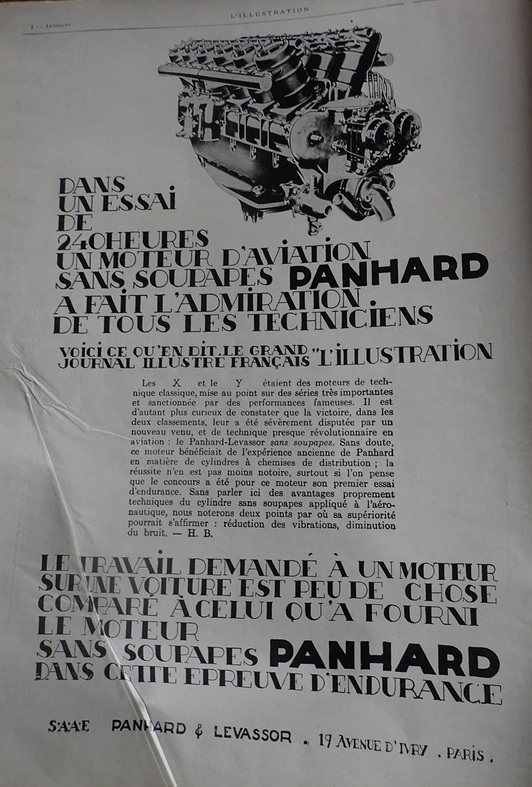 4 — Annonces
L'ILLUSTRATION
DANS
UN ESSAI
DE
240HEURES
UN MOTEUR D'AVIATION
SANS SOUPAPES PANHARD
A FAIT L'ADMIRATION
DE TOUS LES TECHNICIENS
VOICI CE QU'EN DIT.LE GRAND
JOURNAL ILLUSTRE FRANÇAIS "L'ILLUSTRATION
Les X et le Y étaient des moteurs de tech-
nique classique, mise au point sur des séries très importantes
et sanctionnée par des performances fameuses. Il est
d'autant plus curieux de constater que la victoire, dans les
deux classements, leur a été sévèrement disputée par un
nouveau venu, et de technique presque révolutionnaire en
aviation : le Panhard-Levassor sans soupapes. Sans doute,
ce moteur bénéficiait de l'expérience ancienne de Panhard
en matière de cylindres à chemises de distribution ; la
réussite n'en est pas moins notoire, surtout si l'on pense
que le concours a été pour ce moteur son premier essai
d'endurance. Sans parler ici des avantages proprement
techniques du cylindre sans soupapes appliqué à l'aéro-
nautique, nous noterons deux points par où sa supériorité
pourrait s'affirmer : réduction des vibrations, diminution
du bruit. — H. B.
LE TRAVAIL DEMANDÉ À UN MOTEUR
SUR UNE VOITURE EST PEU DE CHOSE
COMPARÉ À CELUI QU'A FOURNI
LE MOTEUR
SANS SOUPAPES PANHARD
DANS CETTE EPREUVE D'ENDURANCE
S.A.A.E PANHARD & LEVASSOR . 19 AVENUE D'IVRY . PARIS .